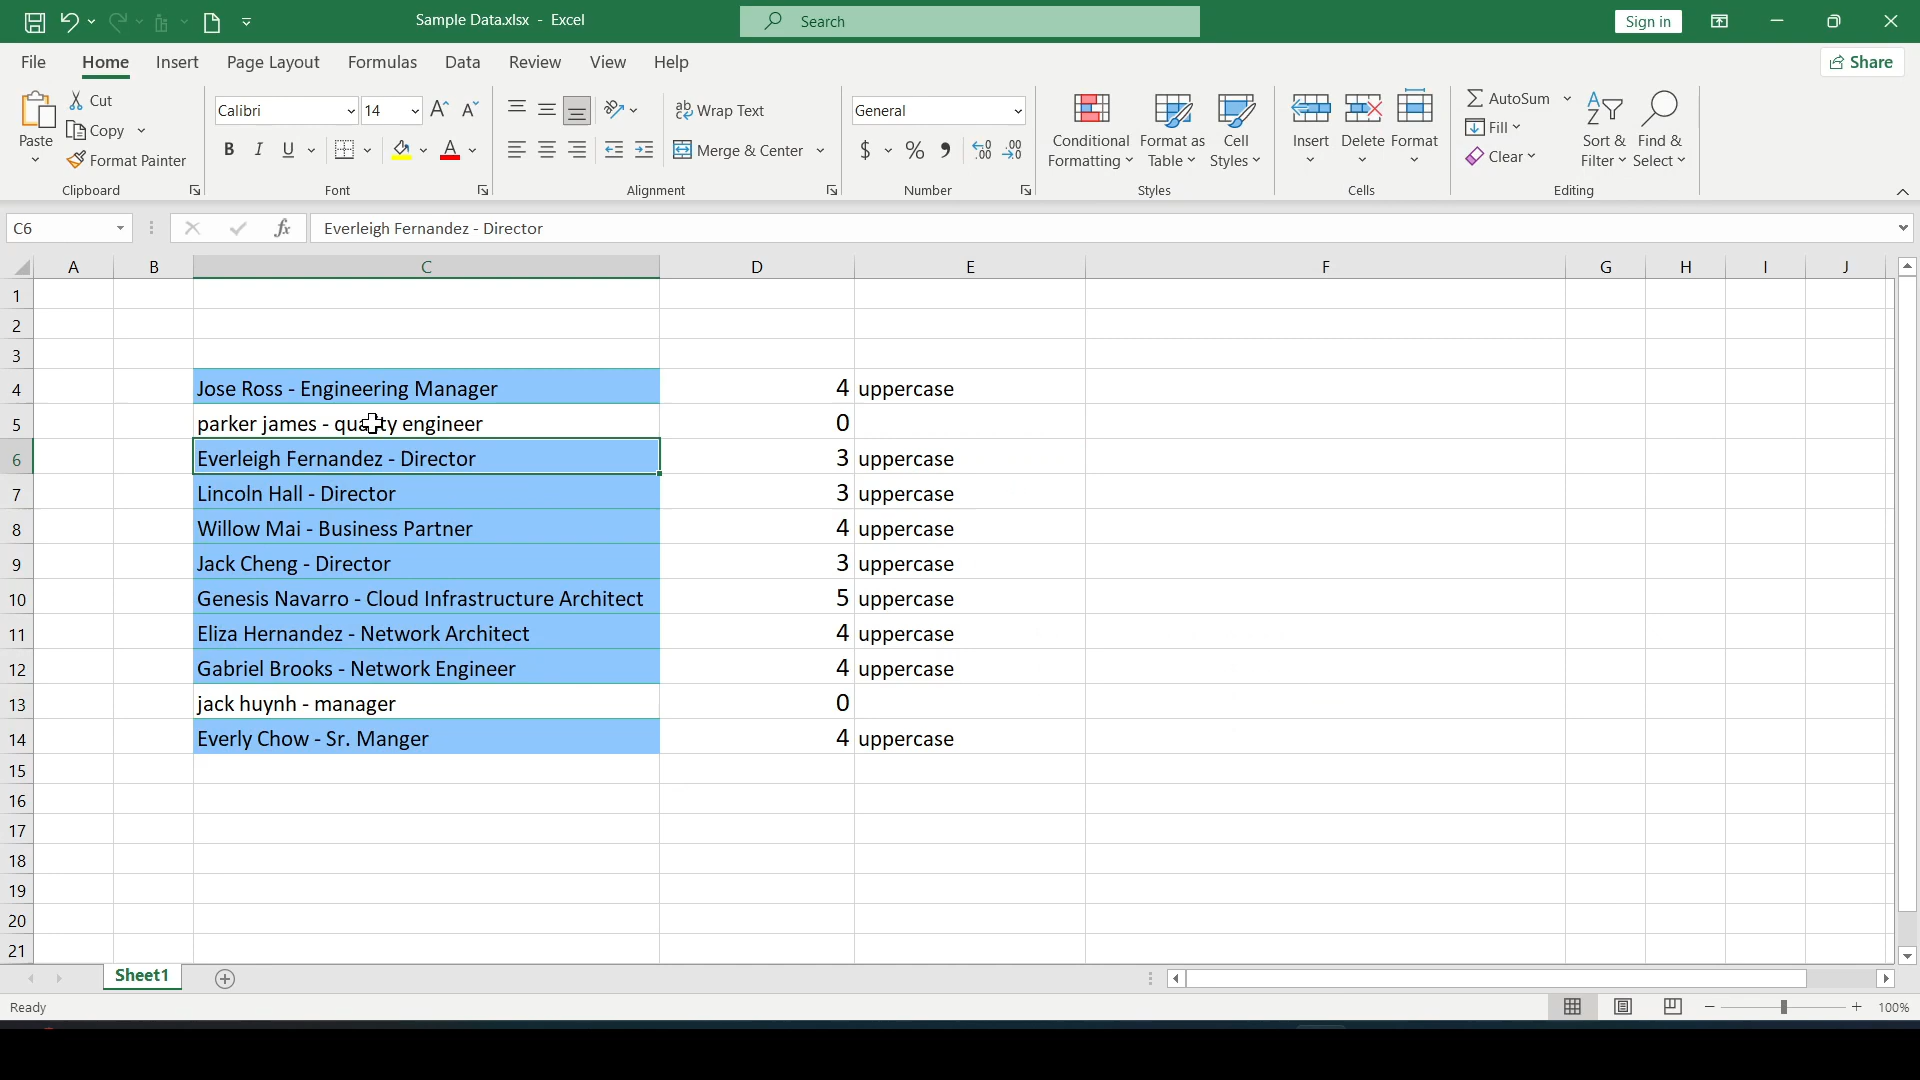 Sample Data.xlsx - Excel
Search
Sign in
File Home Insert Page Layout Formulas Data Review View Help
Share
Paste
Cut
Copy
Format Painter
Clipboard
Calibri 14
B I U
Font
Wrap Text
Merge & Center
Alignment
General
$ % 9
Number
Conditional Formatting
Format as Table
Cell Styles
Styles
Insert Delete Format
Cells
AutoSum
Fill
Clear
Sort & Filter
Find & Select
Editing
C6
fx
Everleigh Fernandez - Director
A B C D E F G H I J
1
2
3
4 Jose Ross - Engineering Manager 4 uppercase
5 parker james - engineer 0
6 Everleigh Fernandez - Director 3 uppercase
7 Lincoln Hall - Director 3 uppercase
8 Willow Mai - Business Partner 4 uppercase
9 Jack Cheng - Director 3 uppercase
10 Genesis Navarro - Cloud Infrastructure Architect 5 uppercase
11 Eliza Hernandez - Network Architect 4 uppercase
12 Gabriel Brooks - Network Engineer 4 uppercase
13 jack huynh - manager 0
14 Everly Chow - Sr. Manger 4 uppercase
15
16
17
18
19
20
21
Sheet1
Ready
100%